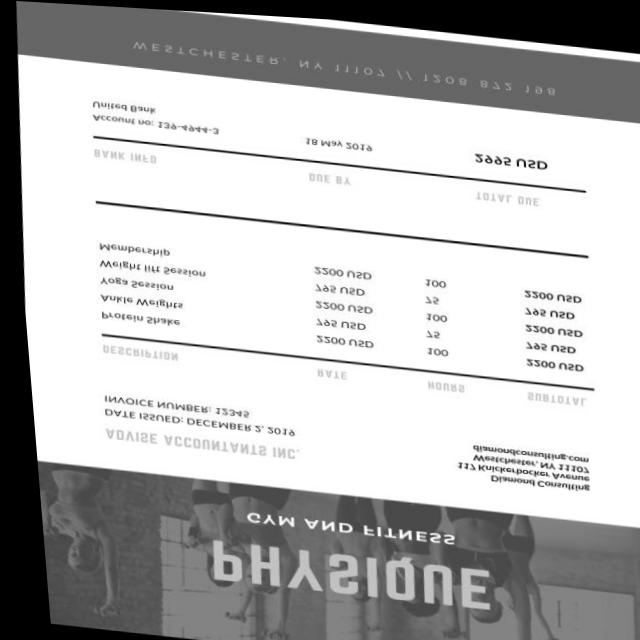 PHYSIQUE
GYM AND FITNESS
Diamond Consulting
117 Knickerbocker Avenue
Westchester, NY 11107
diamondconsulting.com
ADVISE ACCOUNTANTS INC.
DATE ISSUED: DECEMBER 2, 2019
INVOICE NUMBER: 12345
DESCRIPTION RATE HOURS SUBTOTAL
Protein Shake 2200 USD 100 2200 USD
Ankle Weights 795 USD 75 795 USD
Yoga Session 2200 USD 100 2200 USD
Weight lift Session 795 USD 75 795 USD
Membership 2200 USD 100 2200 USD
BANK INFO DUE BY TOTAL DUE
Account no: 139-4944-3 18 May 2019 2995 USD
United Bank
WESTCHESTER, NY 11107 // 1208 872 198